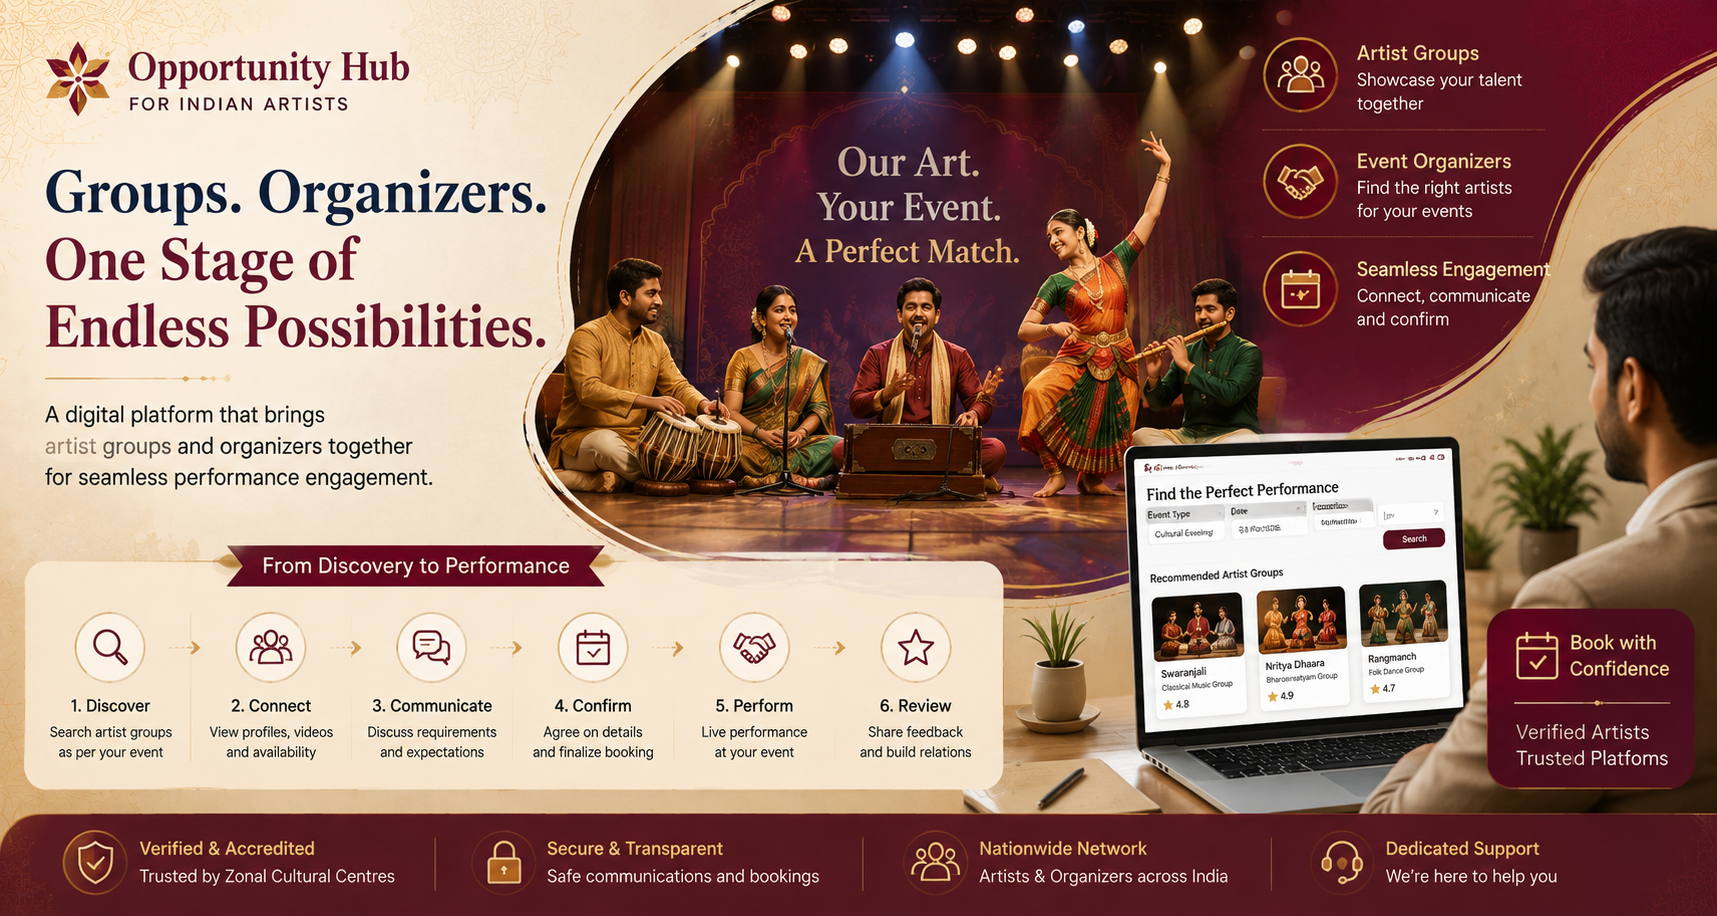 Opportunity Hub
FOR INDIAN ARTISTS
Groups. Organizers.
One Stage of
Endless Possibilities.
A digital platform that brings
artist groups and organizers together
for seamless performance engagement.
Our Art.
Your Event.
A Perfect Match.
Artist Groups
Showcase your talent
together
Event Organizers
Find the right artists
for your events
Seamless Engagement
Connect, communicate
and confirm
From Discovery to Performance
1. Discover
Search artist groups
as per your event
2. Connect
View profiles, videos
and availability
3. Communicate
Discuss requirements
and expectations
4. Confirm
Agree on details
and finalize booking
5. Perform
Live performance
at your event
6. Review
Share feedback
and build relations
Find the Perfect Performance
Event Type
Date
Cultural Evening
Search
Recommended Artist Groups
Swaranjali
Classical Music Group
4.8
Nritya Dhaara
Group
4.9
Rangmanch
Folk Dance Group
4.7
Book with
Confidence
Verified Artists
Trusted Platfoms
Verified & Accredited
Trusted by Zonal Cultural Centres
Secure & Transparent
Safe communications and bookings
Nationwide Network
Artists & Organizers across India
Dedicated Support
We're here to help you